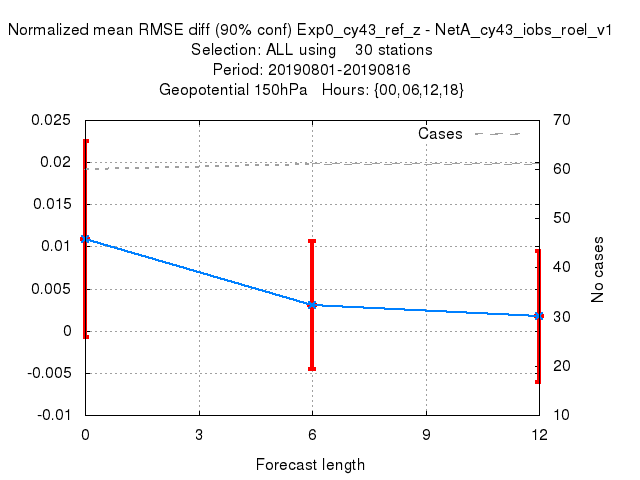 Normalized mean RMSE diff (90% conf) Exp0_cy43_ref_z - NetA_cy43_iobs_roel_v1
Selection: ALL using    30 stations
Period: 20190801-20190816
Geopotential 150hPa   Hours: {00,06,12,18}
Cases
0.025
0.02
0.015
0.01
0.005
0
-0.005
-0.01
70
60
50
40
30
20
10
No cases
0
3
6
9
12
Forecast length